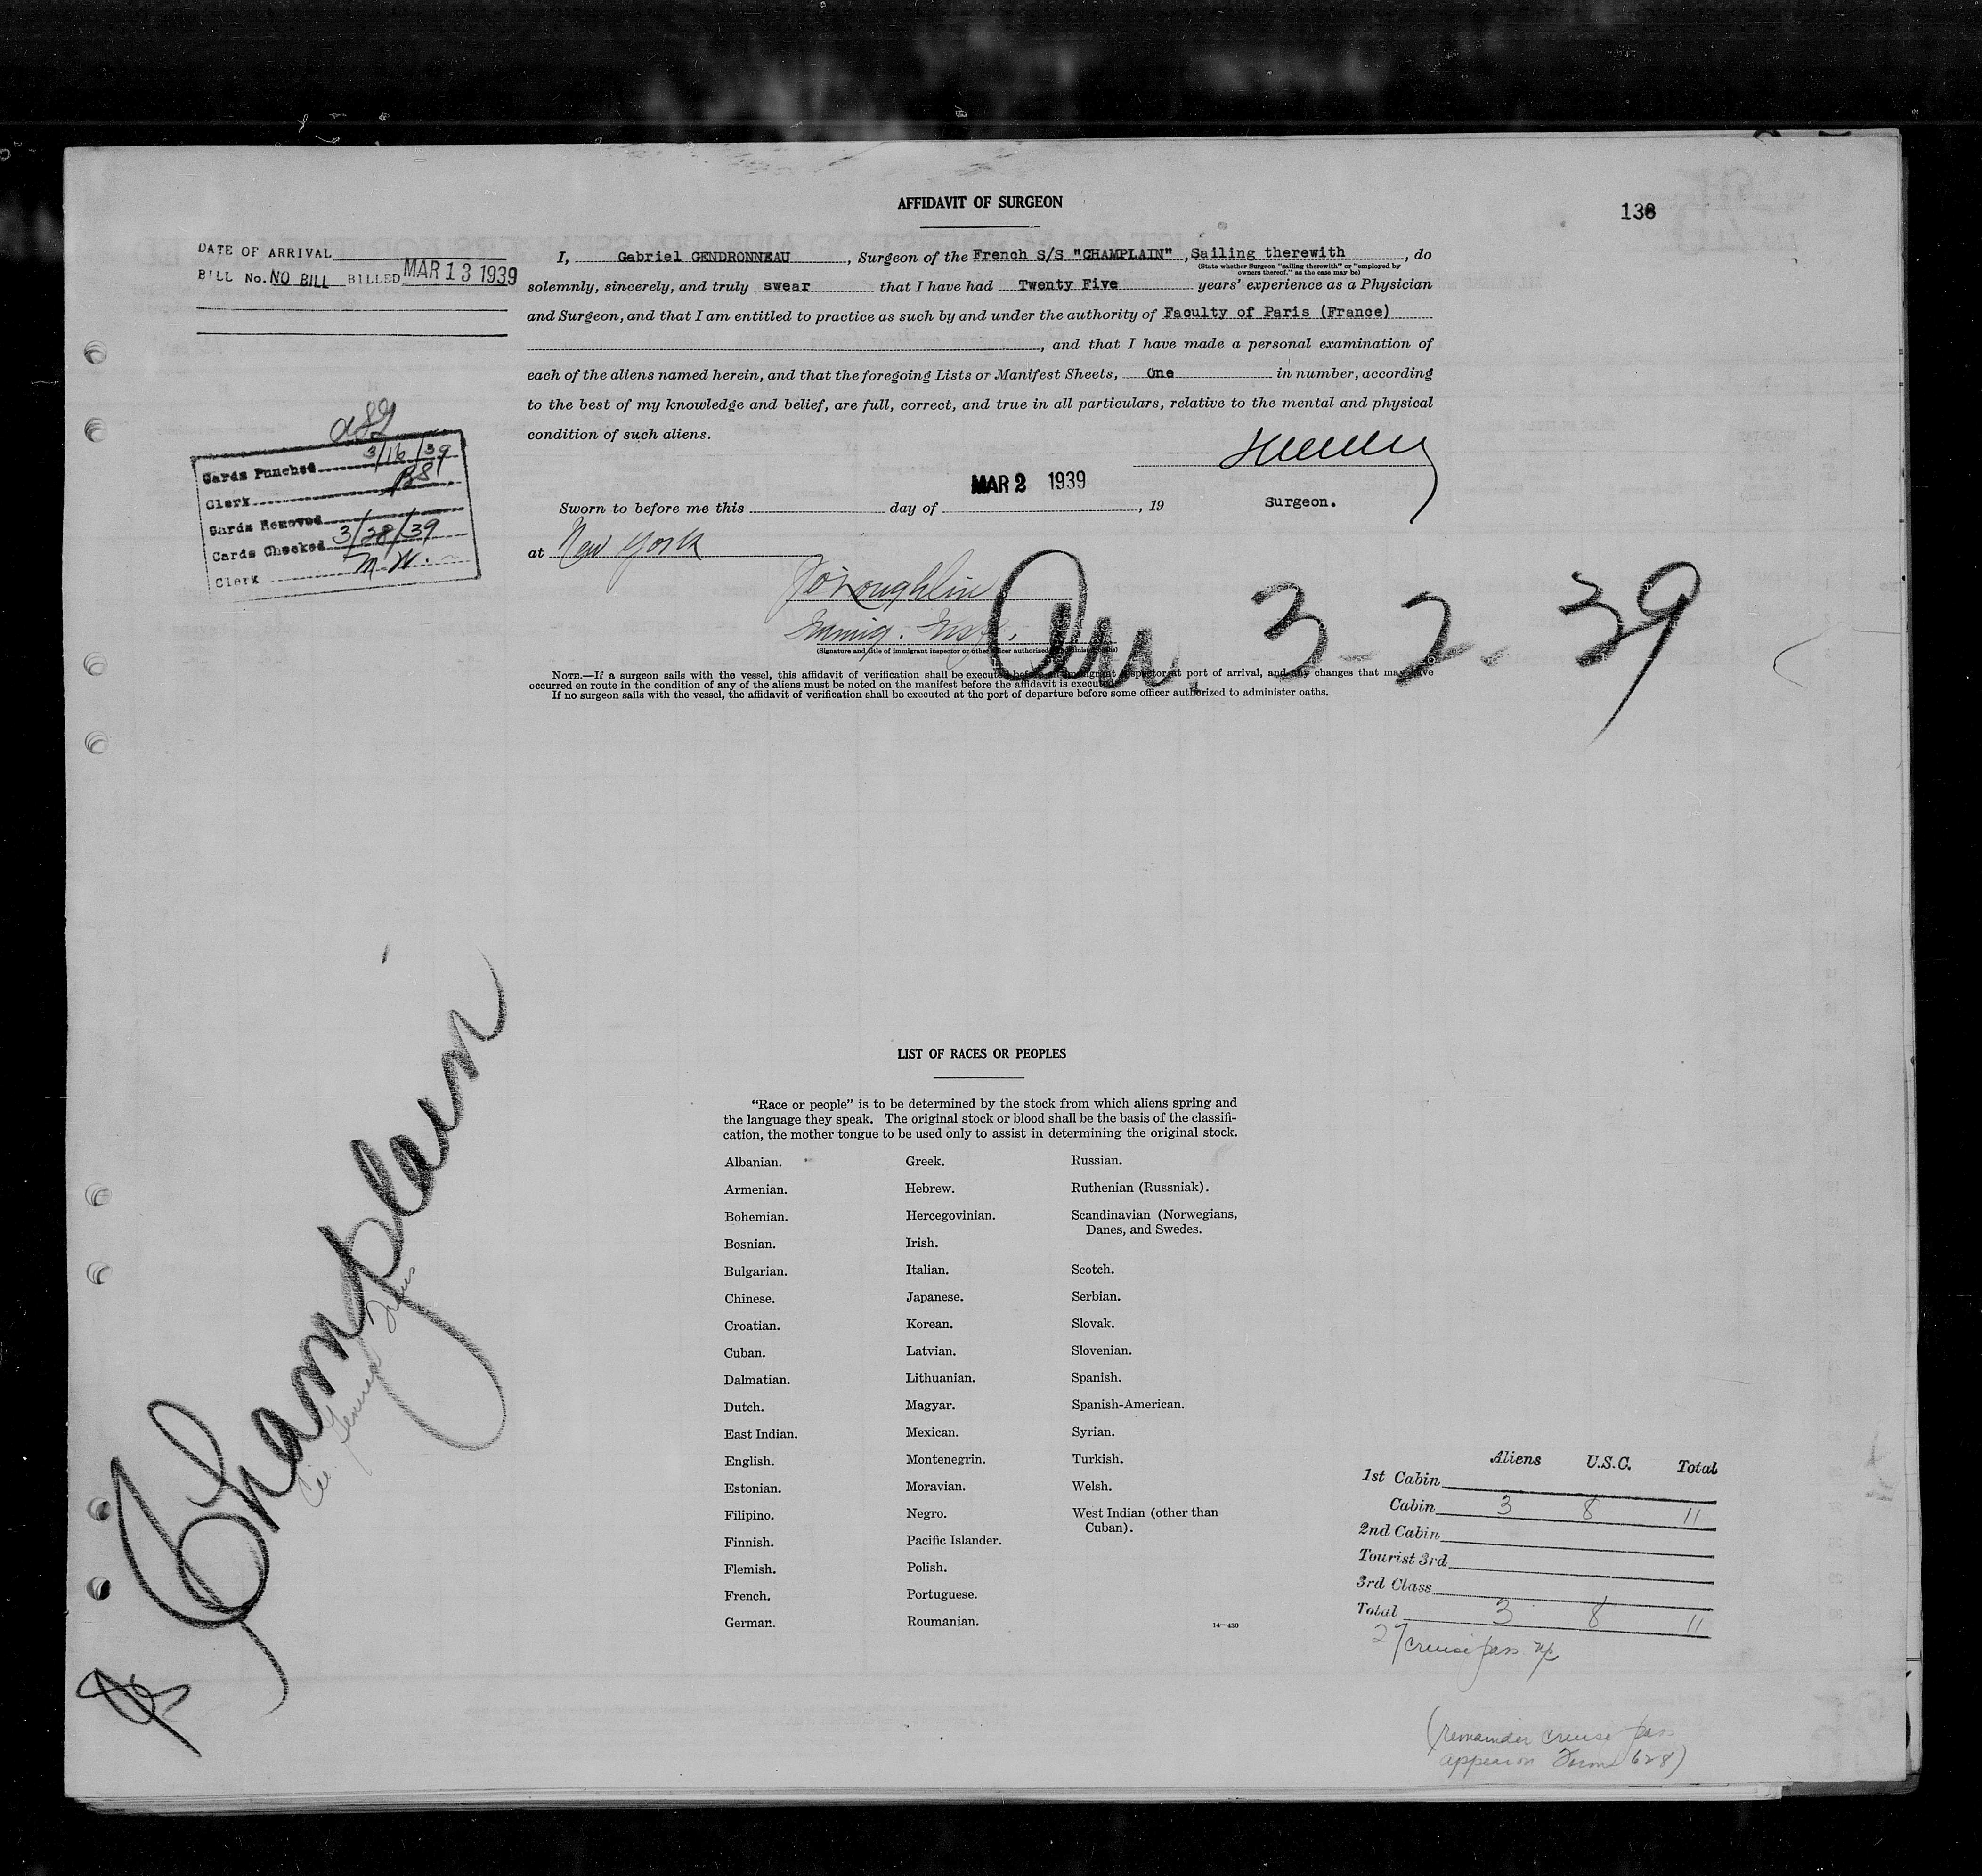 AFFIDAVIT OF SURGEON
138
DATE OF ARRIVAL
BILL No. NO BILL BILLED MAR 13 1939
I, Gabriel GENDRONNEAU, Surgeon of the French S/S "CHAMPLAIN", Sailing therewith, do
(State whether Surgeon "sailing therewith" or "employed by
owners thereof," as the case may be)
solemnly, sincerely, and truly swear that I have had Twenty Five years' experience as a Physician
and Surgeon, and that I am entitled to practice as such by and under the authority of Faculty of Paris (France)
, and that I have made a personal examination of
each of the aliens named herein, and that the foregoing Lists or Manifest Sheets, One in number, according
to the best of my knowledge and belief, are full, correct, and true in all particulars, relative to the mental and physical
condition of such aliens.
Cards Punched 3/16/39
Clerk BS
Cards Removed
Cards Checked 3/28/39
Clerk M.W.
MAR 2 1939
Sworn to before me this day of , 19
Surgeon.
at New York
J O'Loughlin
Immig. Insp.
(Signature and title of immigrant inspector or other officer authorized to administer oaths)
Arr. 3-2-39
NOTE.—If a surgeon sails with the vessel, this affidavit of verification shall be executed before an immigrant inspector at port of arrival, and any changes that may have
occurred en route in the condition of any of the aliens must be noted on the manifest before the affidavit is executed.
If no surgeon sails with the vessel, the affidavit of verification shall be executed at the port of departure before some officer authorized to administer oaths.
Champlain
LIST OF RACES OR PEOPLES
"Race or people" is to be determined by the stock from which aliens spring and
the language they speak. The original stock or blood shall be the basis of the classifi-
cation, the mother tongue to be used only to assist in determining the original stock.
Albanian.
Armenian.
Bohemian.
Bosnian.
Bulgarian.
Chinese.
Croatian.
Cuban.
Dalmatian.
Dutch.
East Indian.
English.
Estonian.
Filipino.
Finnish.
Flemish.
French.
German.
Greek.
Hebrew.
Hercegovinian.
Irish.
Italian.
Japanese.
Korean.
Latvian.
Lithuanian.
Magyar.
Mexican.
Montenegrin.
Moravian.
Negro.
Pacific Islander.
Polish.
Portuguese.
Roumanian.
Russian.
Ruthenian (Russniak).
Scandinavian (Norwegians,
Danes, and Swedes.
Scotch.
Serbian.
Slovak.
Slovenian.
Spanish.
Spanish-American.
Syrian.
Turkish.
Welsh.
West Indian (other than
Cuban).
14—430
Aliens U.S.C. Total
1st Cabin
Cabin 3 8 11
2nd Cabin
Tourist 3rd
3rd Class
Total 3 8 11
27 cruise pass
(remainder cruise pass
appear on Form 628)